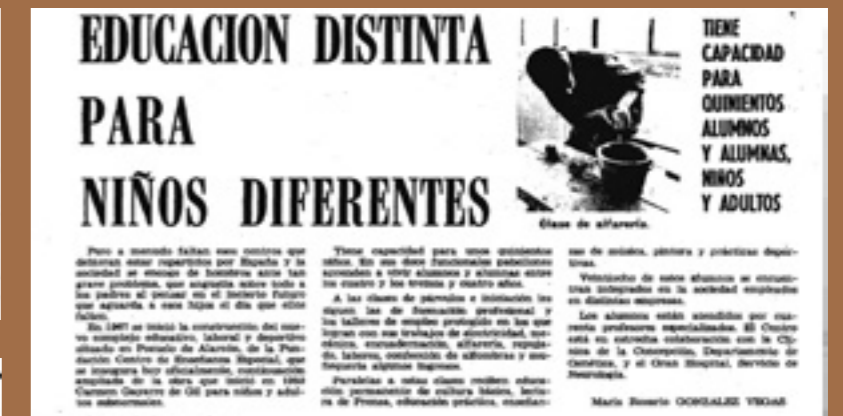 EDUCACION DISTINTA
PARA
NIÑOS DIFERENTES
TIENE
CAPACIDAD
PARA
QUINIENTOS
ALUMNOS
Y ALUMNAS,
NIÑOS
Y ADULTOS
Clase de alfarería.
Pero a menudo faltan esos centros que
debieran estar repartidos por España y la
sociedad se encoge de hombros ante tan
grave problema, que angustia sobre todo a
los padres al pensar en el incierto futuro
que aguarda a esos hijos el día que ellos
falten.
En 1967 se inició la construcción del nue-
vo complejo educativo, laboral y deportivo
situado en Pozuelo de Alarcón, de la Fun-
dación Centro de Enseñanza Especial, que
se inaugura hoy oficialmente, continuación
ampliada de la obra que inició en
Carmen Gayarre de Gil para niños y adul-
tos subnormales.
Tiene capacidad para unos quinientos
niños. En sus doce funcionales pabellones
aprenden a vivir alumnos y alumnas entre
los cuatro y los treinta y cuatro años.
A las clases de párvulos e iniciación les
siguen las de formación profesional y
los talleres de empleo protegido en los que
logran con sus trabajos de electricidad, me-
cánica, encuadernación, alfarería, repuja-
do, labores, confección de alfombras y
algunos ingresos.
Paralelas a estas clases reciben educa-
ción permanente de cultura básica, lectu-
ra de Prensa, educación práctica, enseñan-
zas de música, pintura y prácticas depor-
tivas.
Veintiocho de estos alumnos se encuen-
tran integrados en la sociedad empleados
en distintas empresas.
Los alumnos están atendidos por cua-
renta profesores especializados. El Centro
está en estrecha colaboración con la Clí-
nica de la Concepción, Departamento de
Genética, y el Gran Hospital, Servicio de
Neurología.
María Rosario GONZALEZ VEGAS